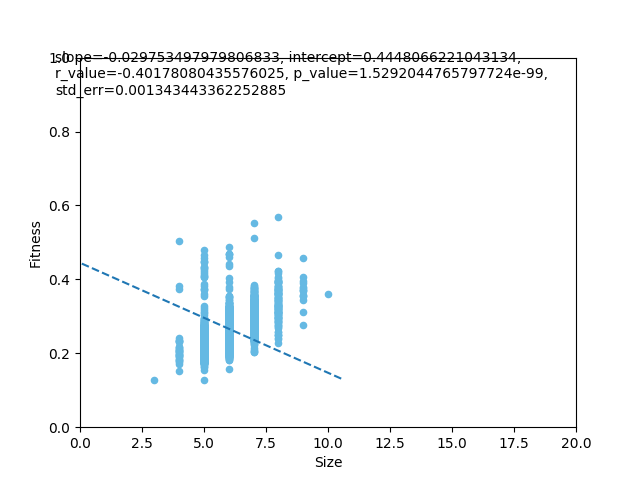 slope=-0.029753497979806833, intercept=0.4448066221043134,
r_value=-0.40178080435576025, p_value=1.5292044765797724e-99,
std_err=0.001343443362252885
1.0
0.8
0.6
0.4
0.2
0.0
Fitness
0.0 2.5 5.0 7.5 10.0 12.5 15.0 17.5 20.0
Size